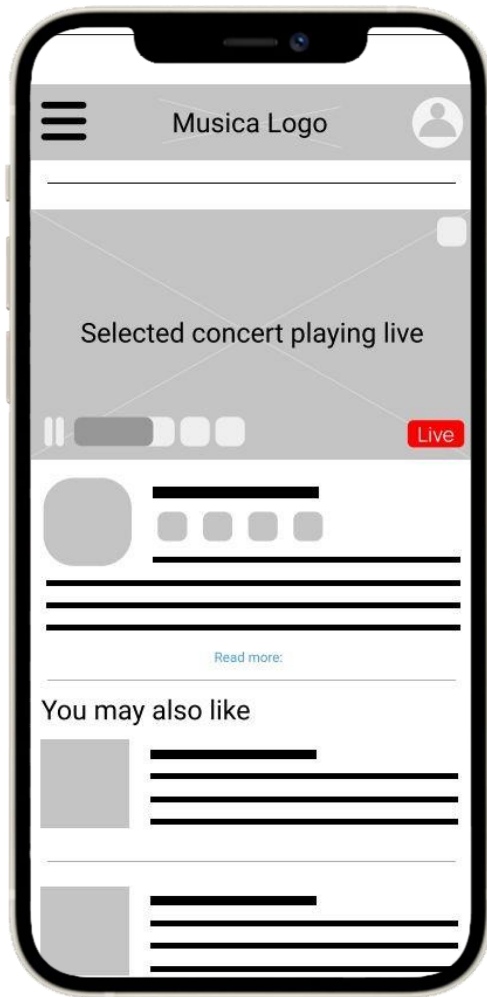 Musica Logo
Selected concert playing live
Live
Read more:
You may also like